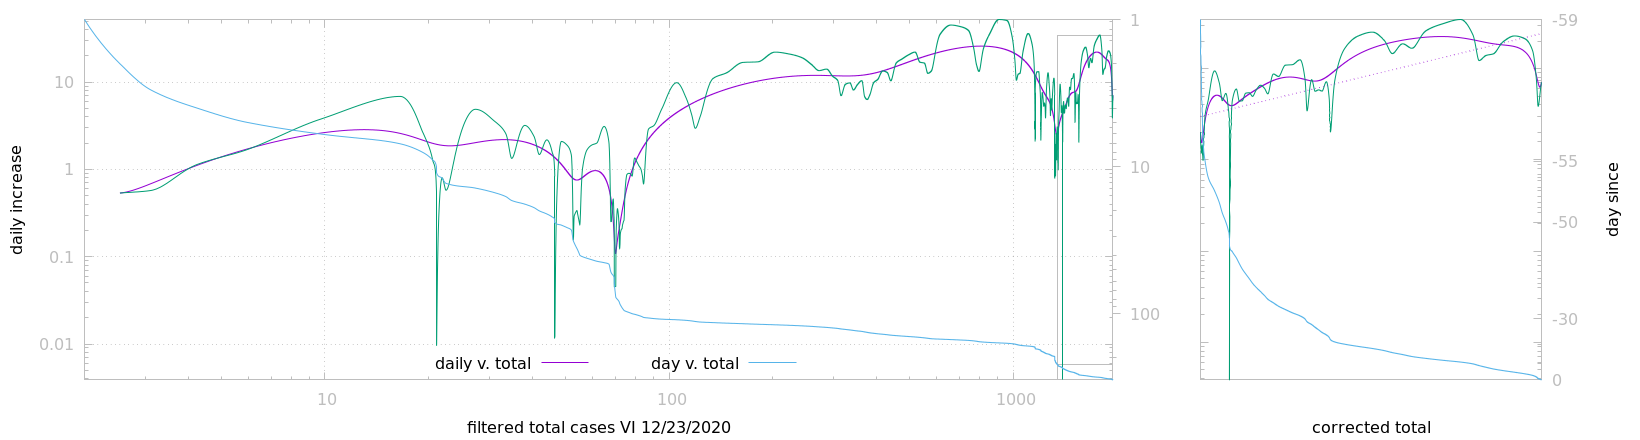 daily increase
10
1
0.1
0.01
10
100
1000
1
10
100
daily v. total
day v. total
filtered total cases VI 12/23/2020
-59
-55
-50
-30
0
day since
corrected total